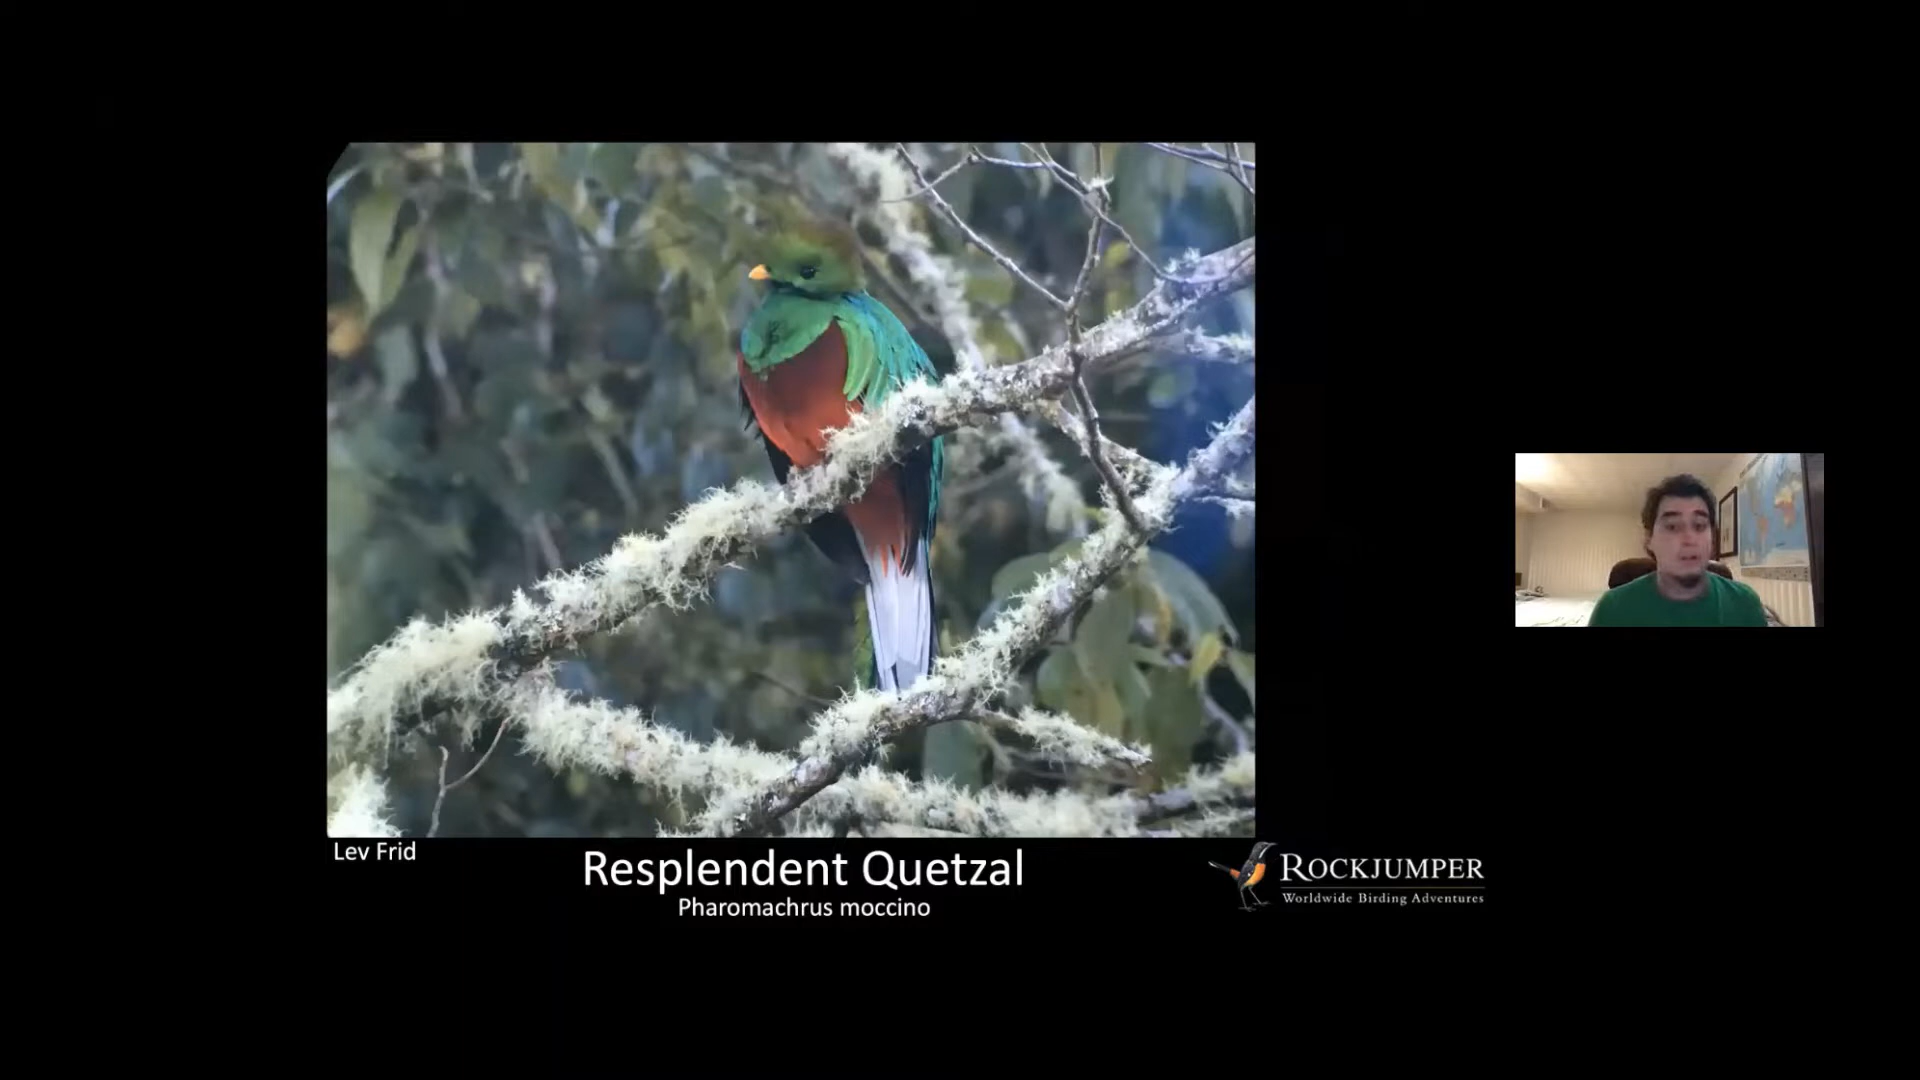 Lev Frid
Resplendent Quetzal
Pharomachrus moccino
ROCKJUMPER
Worldwide Birding Adventures